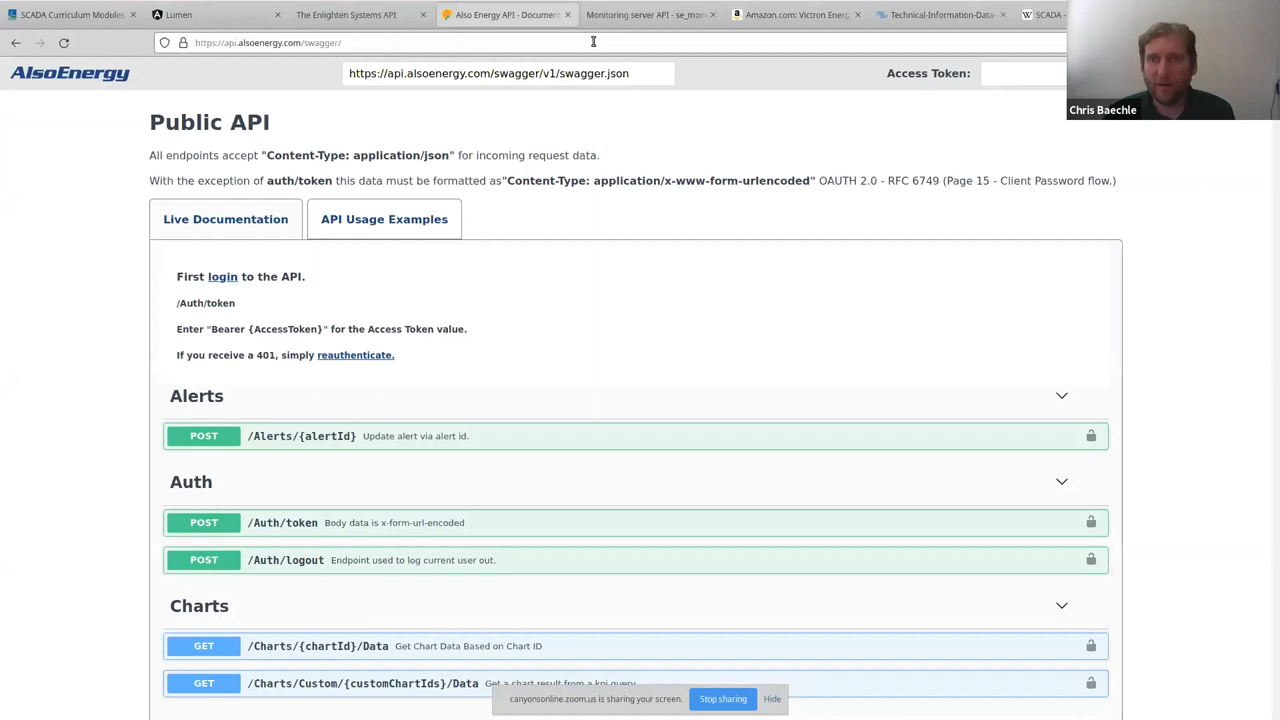 SCADA Curriculum Modules
Lumen
The Enlighten Systems API
Also Energy API - Document
Monitoring server API - se_mon
Amazon.com: Victron Energy
Technical-Information-Data-
SCADA -
https://api.alsoenergy.com/swagger/
AlsoEnergy
https://api.alsoenergy.com/swagger/v1/swagger.json
Access Token:
Chris Baechle
Public API
All endpoints accept "Content-Type: application/json" for incoming request data.
With the exception of auth/token this data must be formatted as"Content-Type: application/x-www-form-urlencoded" OAUTH 2.0 - RFC 6749 (Page 15 - Client Password flow.)
Live Documentation
API Usage Examples
First login to the API.
/Auth/token
Enter "Bearer {AccessToken}" for the Access Token value.
If you receive a 401, simply reauthenticate.
Alerts
POST /Alerts/{alertId} Update alert via alert id.
Auth
POST /Auth/token Body data is x-form-url-encoded
POST /Auth/logout Endpoint used to log current user out.
Charts
GET /Charts/{chartId}/Data Get Chart Data Based on Chart ID
GET /Charts/Custom/{customChartIds}/Data Get a chart result from a kpi query.
canyonsonline.zoom.us is sharing your screen.
Stop sharing
Hide